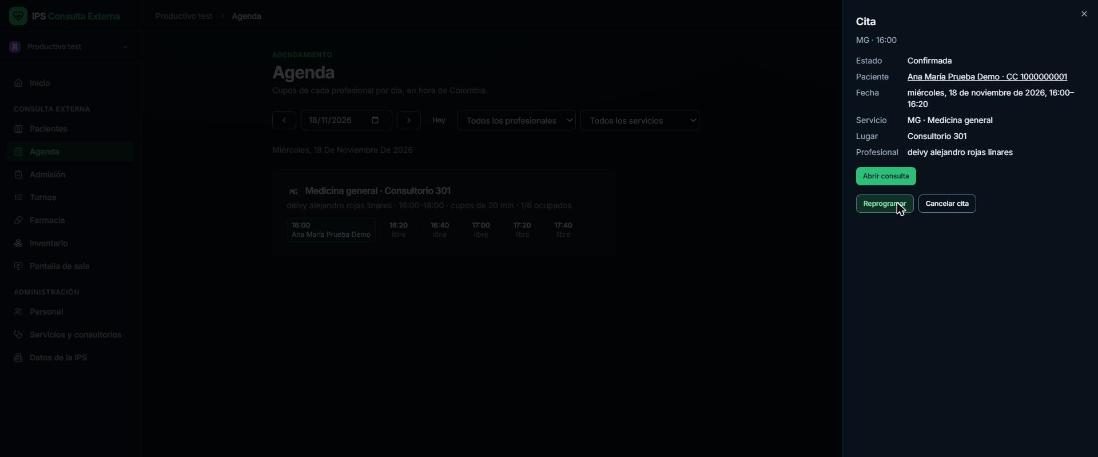 IPS Consulta Externa
Productivo test
Inicio
CONSULTA EXTERNA
Pacientes
Agenda
Admisión
Turnos
Farmacia
Inventario
Pantalla de sala
ADMINISTRACIÓN
Personal
Servicios y consultorios
Datos de la IPS
Productivo test > Agenda
AGENDAMIENTO
Agenda
Cupos de cada profesional por día, en hora de Colombia.
18/11/2026 Hoy Todos los profesionales Todos los servicios
Miércoles, 18 De Noviembre De 2026
MG Medicina general · Consultorio 301
deivy alejandro rojas linares · 16:00-18:00 · cupos de 20 min · 1/6 ocupados
16:00 16:20 16:40 17:00 17:20 17:40
Ana María Prueba Demo libre libre libre libre libre
Cita
MG · 16:00
Estado Confirmada
Paciente Ana María Prueba Demo · CC 1000000001
Fecha miércoles, 18 de noviembre de 2026, 16:00–
16:20
Servicio MG · Medicina general
Lugar Consultorio 301
Profesional deivy alejandro rojas linares
Abrir consulta
Reprogramar Cancelar cita